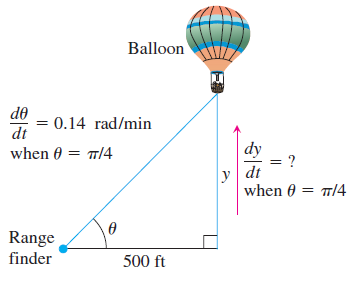 Balloon
dθ/dt = 0.14 rad/min
when θ = π/4
dy/dt = ?
when θ = π/4
y
θ
Range
finder
500 ft